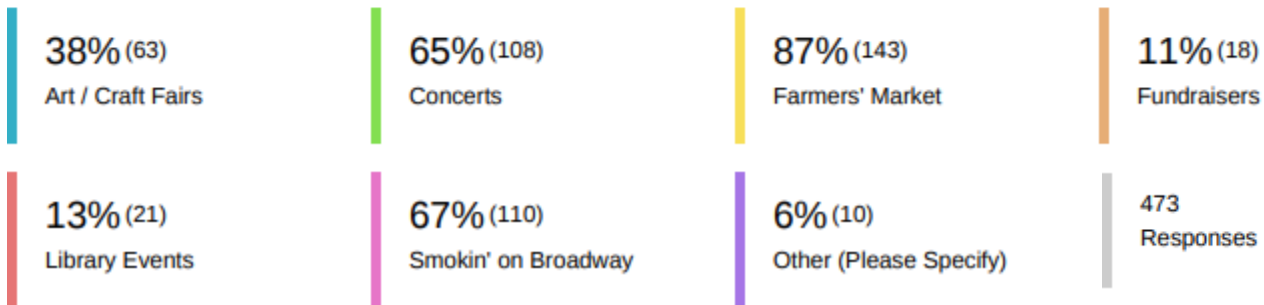 38% (63)
Art / Craft Fairs
65% (108)
Concerts
87% (143)
Farmers' Market
11% (18)
Fundraisers
13% (21)
Library Events
67% (110)
Smokin' on Broadway
6% (10)
Other (Please Specify)
473
Responses